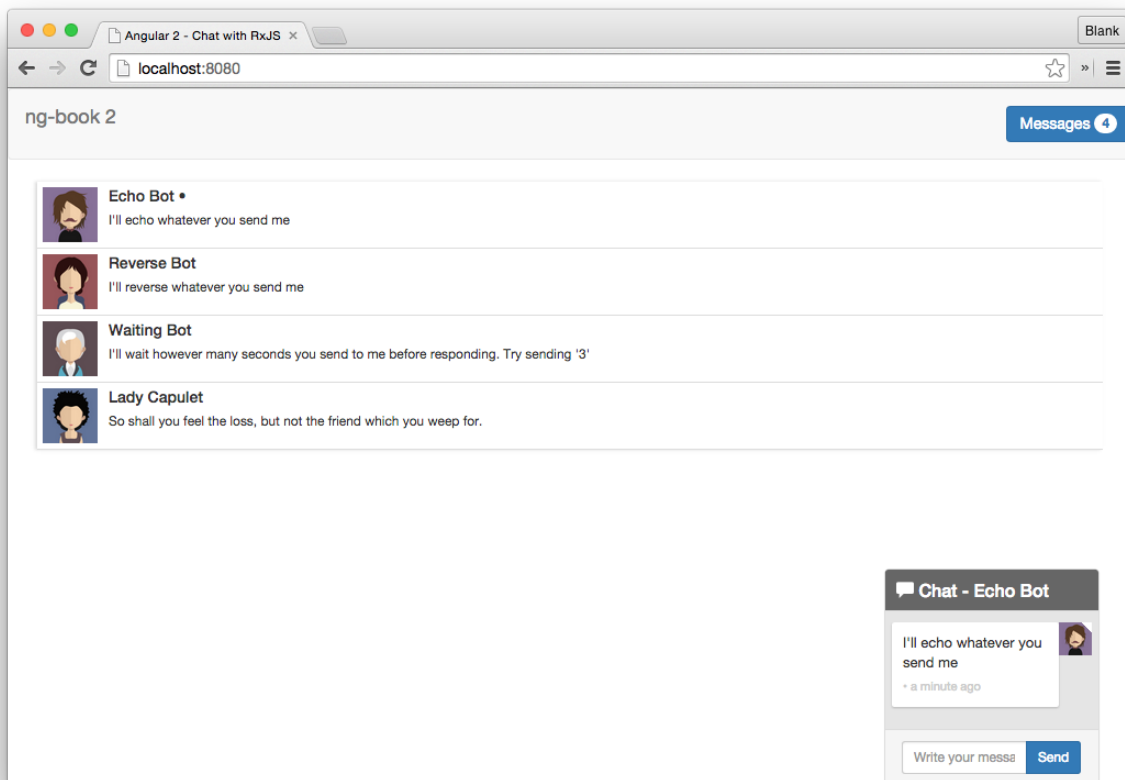 Angular 2 - Chat with RxJS
Blank
localhost:8080
ng-book 2
Messages 4
Echo Bot •
I'll echo whatever you send me
Reverse Bot
I'll reverse whatever you send me
Waiting Bot
I'll wait however many seconds you send to me before responding. Try sending '3'
Lady Capulet
So shall you feel the loss, but not the friend which you weep for.
Chat - Echo Bot
I'll echo whatever you
send me
• a minute ago
Write your messa
Send